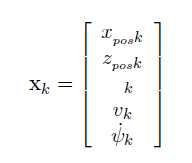 x_{pos k}
z_{pos k}
x_k = k
v_k
ψ̇_k